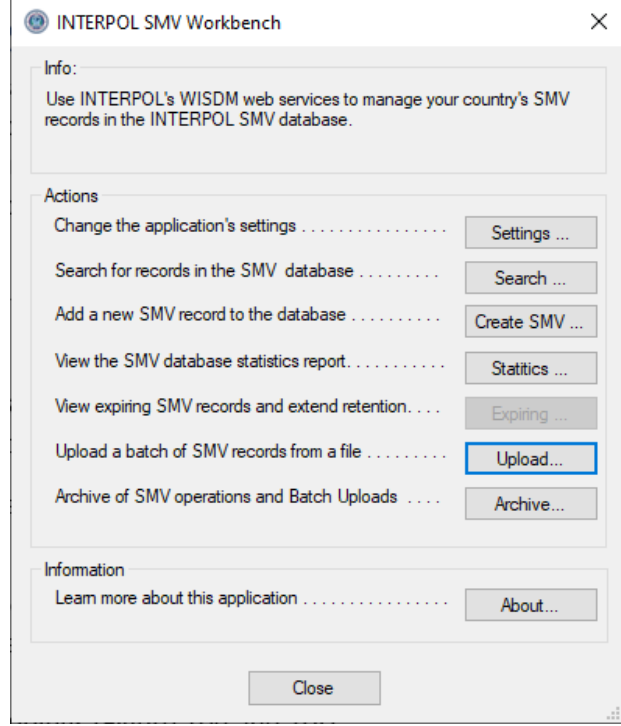 INTERPOL SMV Workbench
Info:
Use INTERPOL's WISDM web services to manage your country's SMV
records in the INTERPOL SMV database.
Actions
Change the application's settings . . . . . . . . . . . . . . . . Settings ...
Search for records in the SMV database . . . . . . . . . Search ...
Add a new SMV record to the database . . . . . . . . . . Create SMV ...
View the SMV database statistics report. . . . . . . . . . . Statitics ...
View expiring SMV records and extend retention. . . . Expiring ...
Upload a batch of SMV records from a file . . . . . . . . . Upload...
Archive of SMV operations and Batch Uploads . . . . Archive...
Information
Learn more about this application . . . . . . . . . . . . . . . . About...
Close